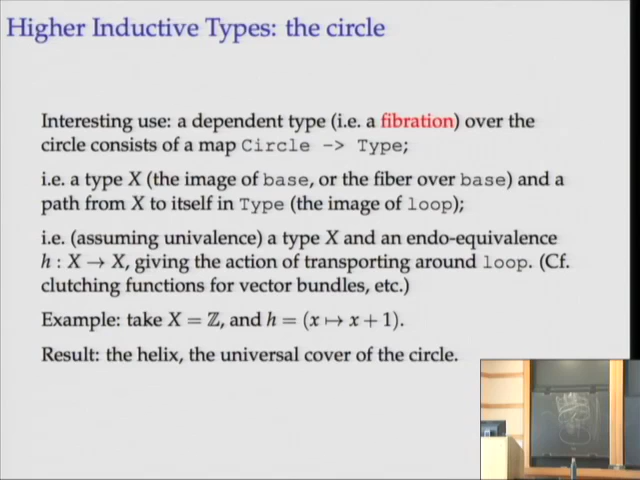 Higher Inductive Types: the circle
Interesting use: a dependent type (i.e. a fibration) over the
circle consists of a map Circle -> Type;
i.e. a type X (the image of base, or the fiber over base) and a
path from X to itself in Type (the image of loop);
i.e. (assuming univalence) a type X and an endo-equivalence
h : X → X, giving the action of transporting around loop. (Cf.
clutching functions for vector bundles, etc.)
Example: take X = ℤ, and h = (x ↦ x + 1).
Result: the helix, the universal cover of the circle.